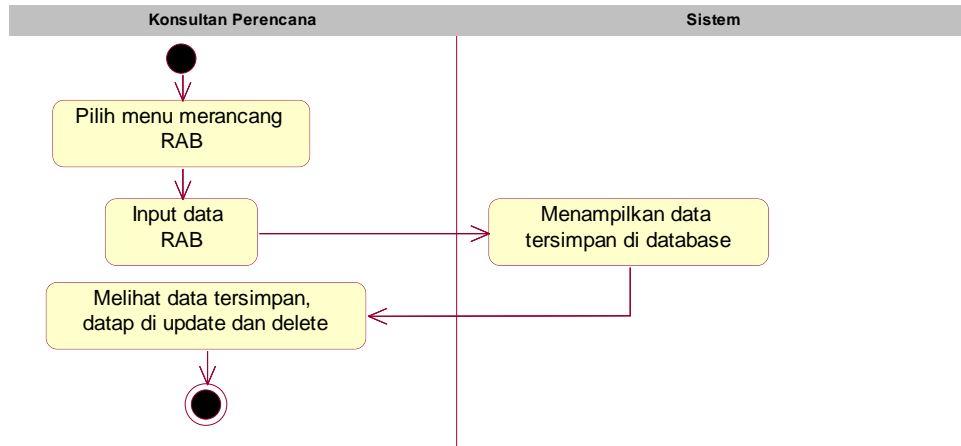 Konsultan Perencana
Sistem
Pilih menu merancang
RAB
Input data
RAB
Menampilkan data
tersimpan di database
Melihat data tersimpan,
datap di update dan delete